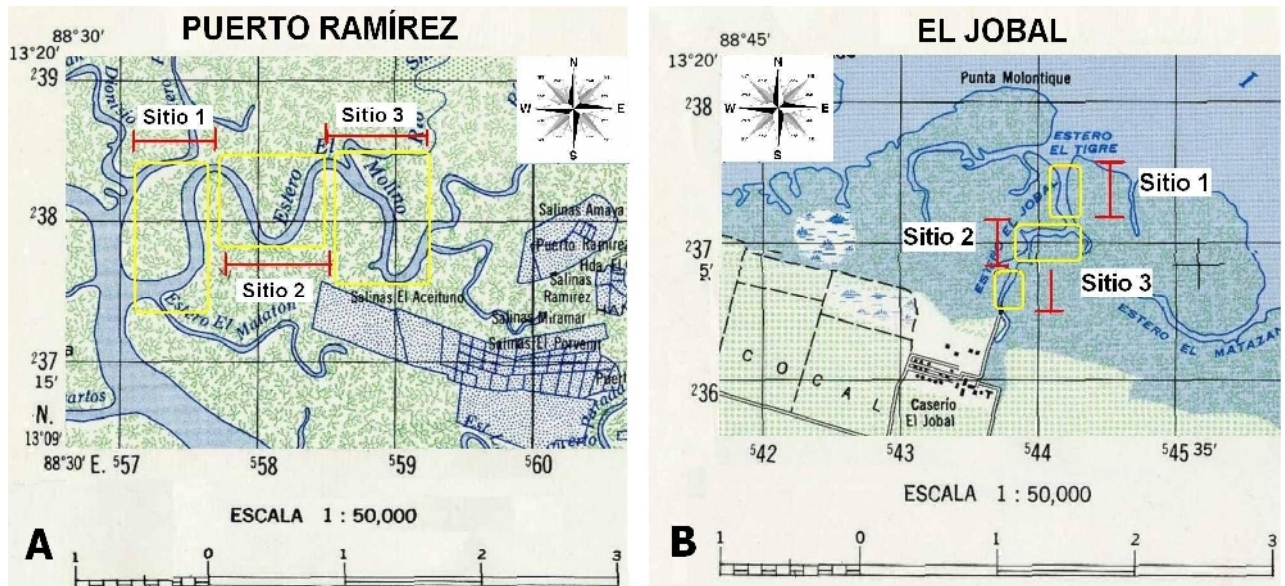 PUERTO RAMÍREZ
88°30'
13°20'
²39
Sitio 1
El
Sitio 3
N
W
E
S
Molino
Estero
²38
Salinas Amaya
Puerto Ramírez
Sitio 2
Salinas
Ramírez
Salinas El Aceituno
Estero El Malatón
Salinas Miramar
Salinas El Porvenir
²37
15'
arlos
N.
13°09'
88°30' E.
⁵57
⁵58
⁵59
⁵60
ESCALA 1 : 50,000
A
1
0
1
2
3
EL JOBAL
88°45'
13°20'
²38
N
W
E
S
Punta Molontique
I
ESTERO
EL TIGRE
Sitio 1
ESTERO EL JOBAL
Sitio 2
²37
5'
Sitio 3
ESTERO EL MATAZAN
COCAL
²36
Caserío
El Jobal
⁵42
⁵43
⁵44
⁵45
35'
ESCALA 1 : 50,000
B
1
0
1
2
3